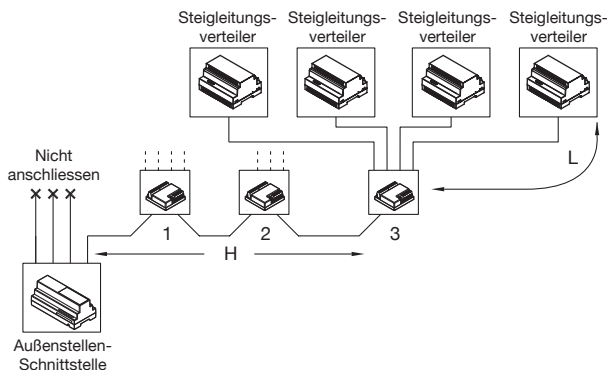 Steigleitungs-
verteiler
Steigleitungs-
verteiler
Steigleitungs-
verteiler
Steigleitungs-
verteiler
Nicht
anschliessen
L
1
2
3
H
Außenstellen-
Schnittstelle